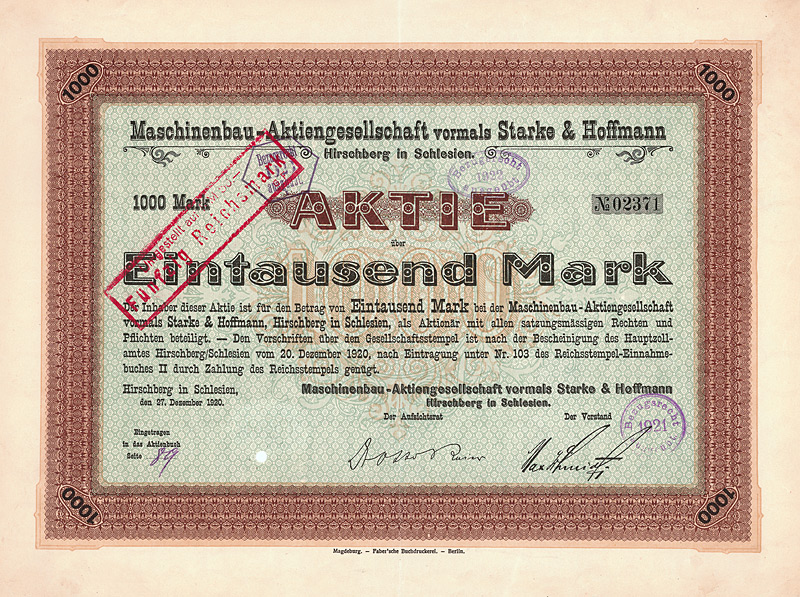 1000
1000
Maschinenbau-Aktiengesellschaft vormals Starke & Hoffmann
Hirschberg in Schlesien.
Bezugsrecht
1922
1000 Mark
AKTIE
№ 02371
über
Eintausend Mark
Fünfzig Reichsmark
Der Inhaber dieser Aktie ist für den Betrag von Eintausend Mark bei der Maschinenbau-Aktiengesellschaft
vormals Starke & Hoffmann, Hirschberg in Schlesien, als Aktionär mit allen satzungsmässigen Rechten und
Pflichten beteiligt. — Den Vorschriften über den Gesellschaftsstempel ist nach der Bescheinigung des Hauptzoll-
amtes Hirschberg/Schlesien vom 20. Dezember 1920, nach Eintragung unter Nr. 103 des Reichsstempel-Einnahme-
buches II durch Zahlung des Reichsstempels genügt.
Hirschberg in Schlesien,
den 27. Dezember 1920.
Maschinenbau-Aktiengesellschaft vormals Starke & Hoffmann
Hirschberg in Schlesien.
Der Aufsichtsrat
Der Vorstand
Bezugsrecht
1921
Eingetragen
in das Aktienbuch
Seite 89
1000
1000
Magdeburg. — Faber'sche Buchdruckerei. — Berlin.